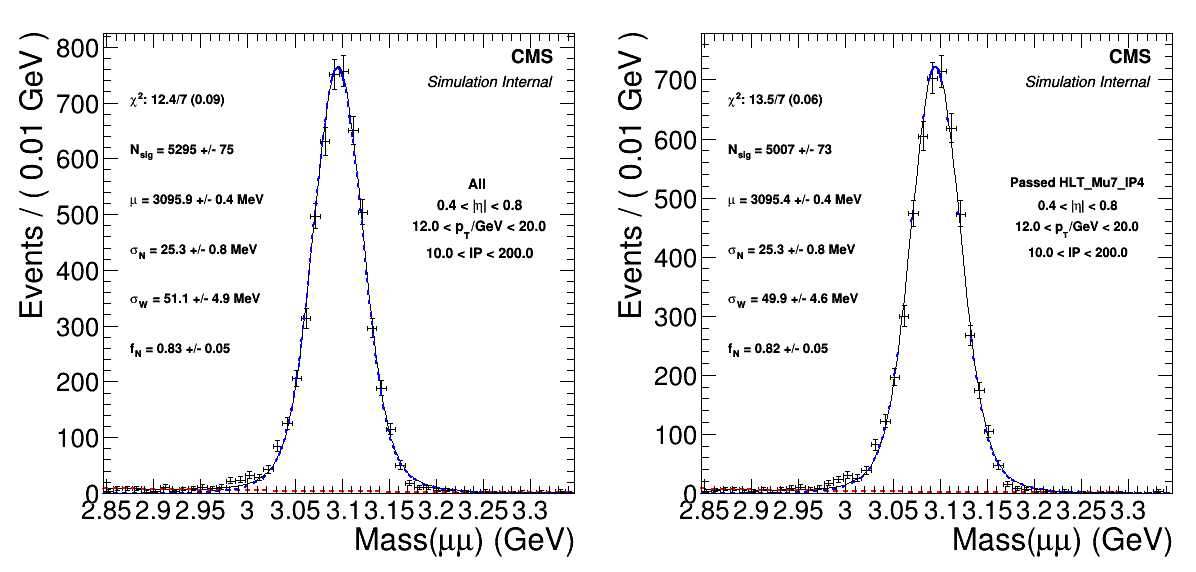 CMS
Simulation Internal
χ²: 12.4/7 (0.09)
N_sig = 5295 +/- 75
μ = 3095.9 +/- 0.4 MeV
σ_N = 25.3 +/- 0.8 MeV
σ_W = 51.1 +/- 4.9 MeV
f_N = 0.83 +/- 0.05
All
0.4 < |η| < 0.8
12.0 < p_T/GeV < 20.0
10.0 < IP < 200.0
Events / ( 0.01 GeV )
800
700
600
500
400
300
200
100
0
2.85 2.9 2.95 3 3.05 3.1 3.15 3.2 3.25 3.3
Mass(μμ) (GeV)
CMS
Simulation Internal
χ²: 13.5/7 (0.06)
N_sig = 5007 +/- 73
μ = 3095.4 +/- 0.4 MeV
σ_N = 25.3 +/- 0.8 MeV
σ_W = 49.9 +/- 4.6 MeV
f_N = 0.82 +/- 0.05
Passed HLT_Mu7_IP4
0.4 < |η| < 0.8
12.0 < p_T/GeV < 20.0
10.0 < IP < 200.0
Events / ( 0.01 GeV )
700
600
500
400
300
200
100
0
2.85 2.9 2.95 3 3.05 3.1 3.15 3.2 3.25 3.3
Mass(μμ) (GeV)